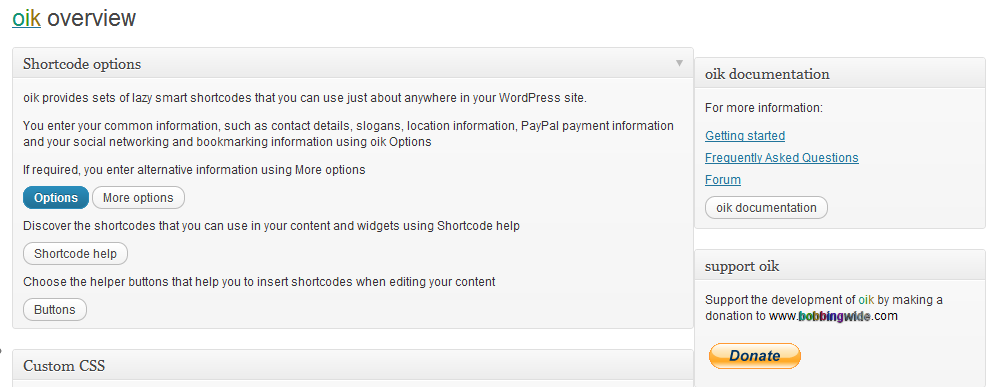 oik overview
Shortcode options
oik provides sets of lazy smart shortcodes that you can use just about anywhere in your WordPress site.
You enter your common information, such as contact details, slogans, location information, PayPal payment information
and your social networking and bookmarking information using oik Options
If required, you enter alternative information using More options
Options
More options
Discover the shortcodes that you can use in your content and widgets using Shortcode help
Shortcode help
Choose the helper buttons that help you to insert shortcodes when editing your content
Buttons
Custom CSS
oik documentation
For more information:
Getting started
Frequently Asked Questions
Forum
oik documentation
support oik
Support the development of oik by making a
donation to www.bobbingwide.com
Donate